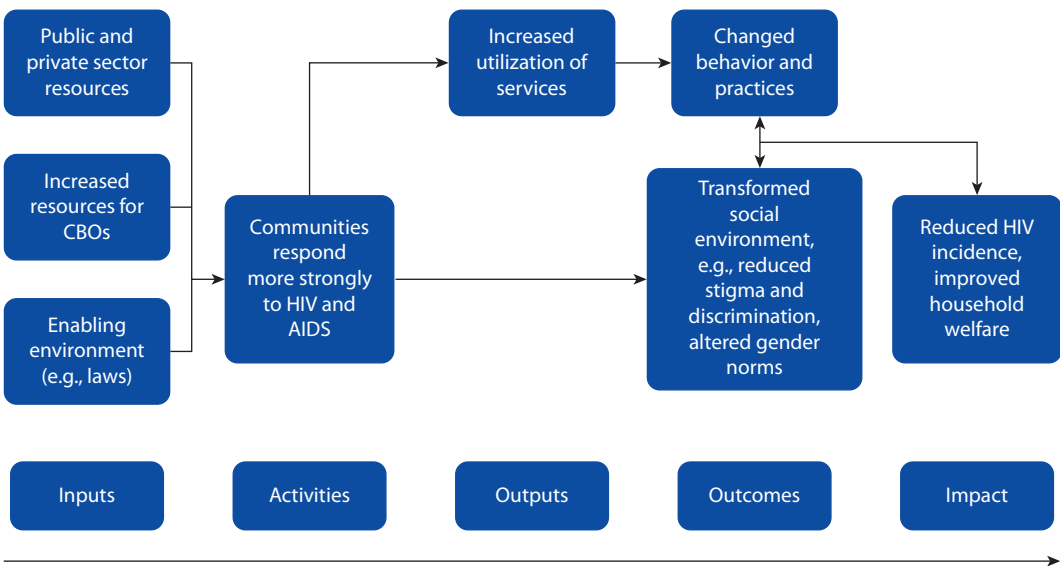 Public and
private sector
resources
Increased
resources for
CBOs
Enabling
environment
(e.g., laws)
Communities
respond
more strongly
to HIV and
AIDS
Increased
utilization of
services
Changed
behavior and
practices
Transformed
social
environment,
e.g., reduced
stigma and
discrimination,
altered gender
norms
Reduced HIV
incidence,
improved
household
welfare
Inputs
Activities
Outputs
Outcomes
Impact